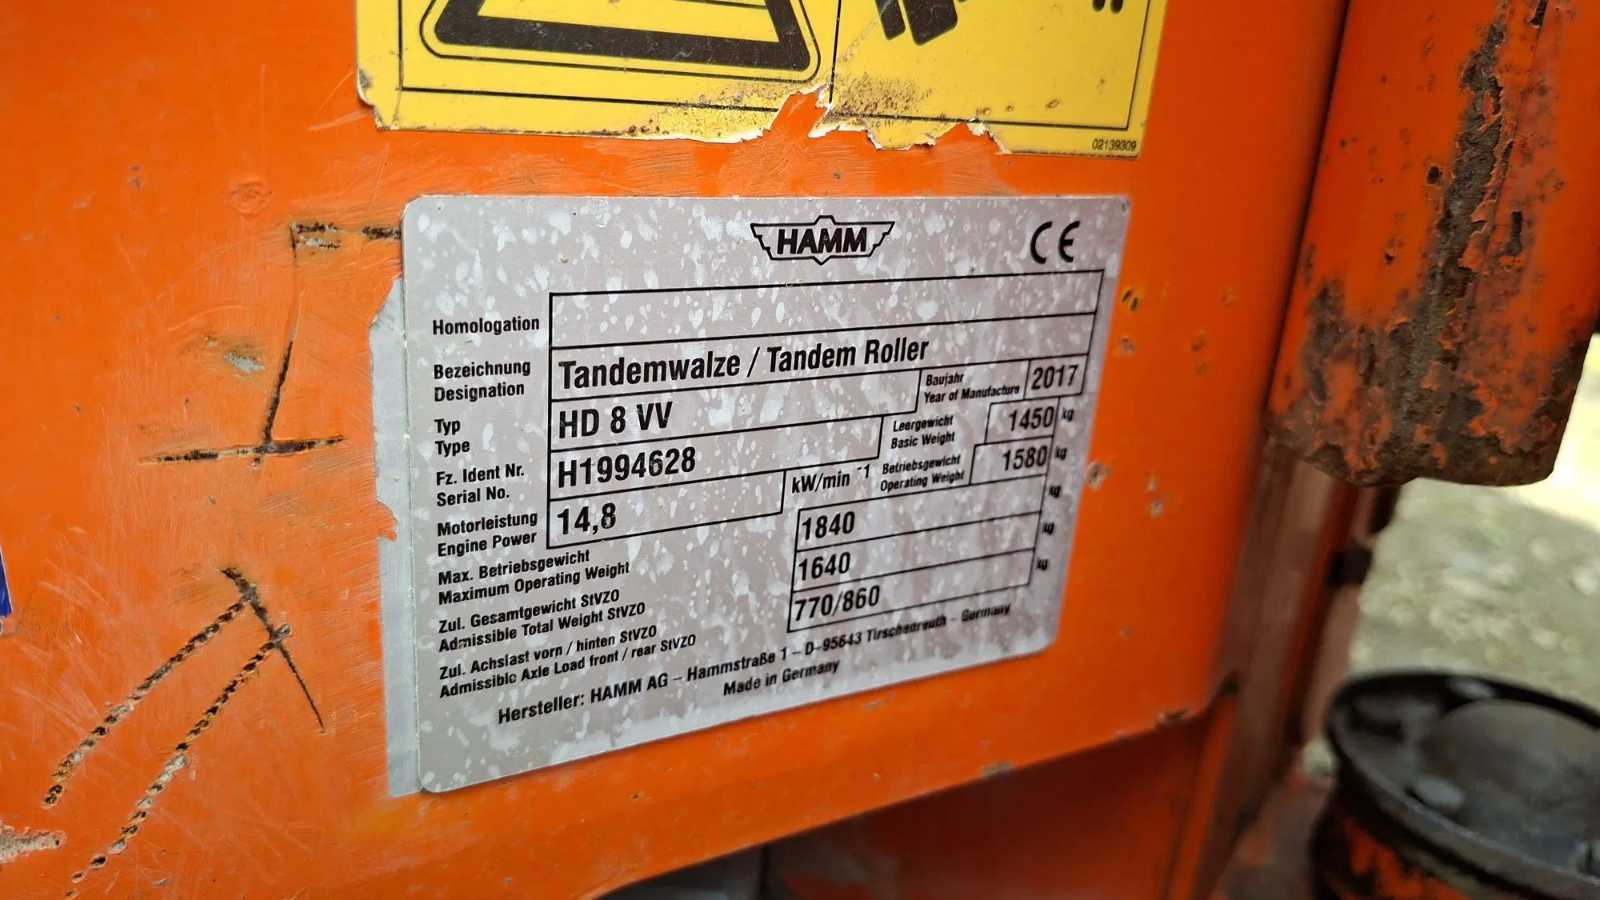 02139309
HAMM
CE
Homologation
Bezeichnung
Designation
Tandemwalze / Tandem Roller
Typ
Type
HD 8 VV
Baujahr
Year of Manufacture
2017
Fz. Ident Nr.
Serial No.
H1994628
Leergewicht
Basic Weight
1450 kg
Motorleistung
Engine Power
14,8
kW/min -1
Betriebsgewicht
Operating Weight
1580 kg
Max. Betriebsgewicht
Maximum Operating Weight
1840 kg
Zul. Gesamtgewicht StVZO
Admissible Total Weight StVZO
1640 kg
Zul. Achslast vorn / hinten StVZO
Admissible Axle Load front / rear StVZO
770/860 kg
Hersteller: HAMM AG – Hammstraße 1 – D–95643 Tirschenreuth – Germany
Made in Germany